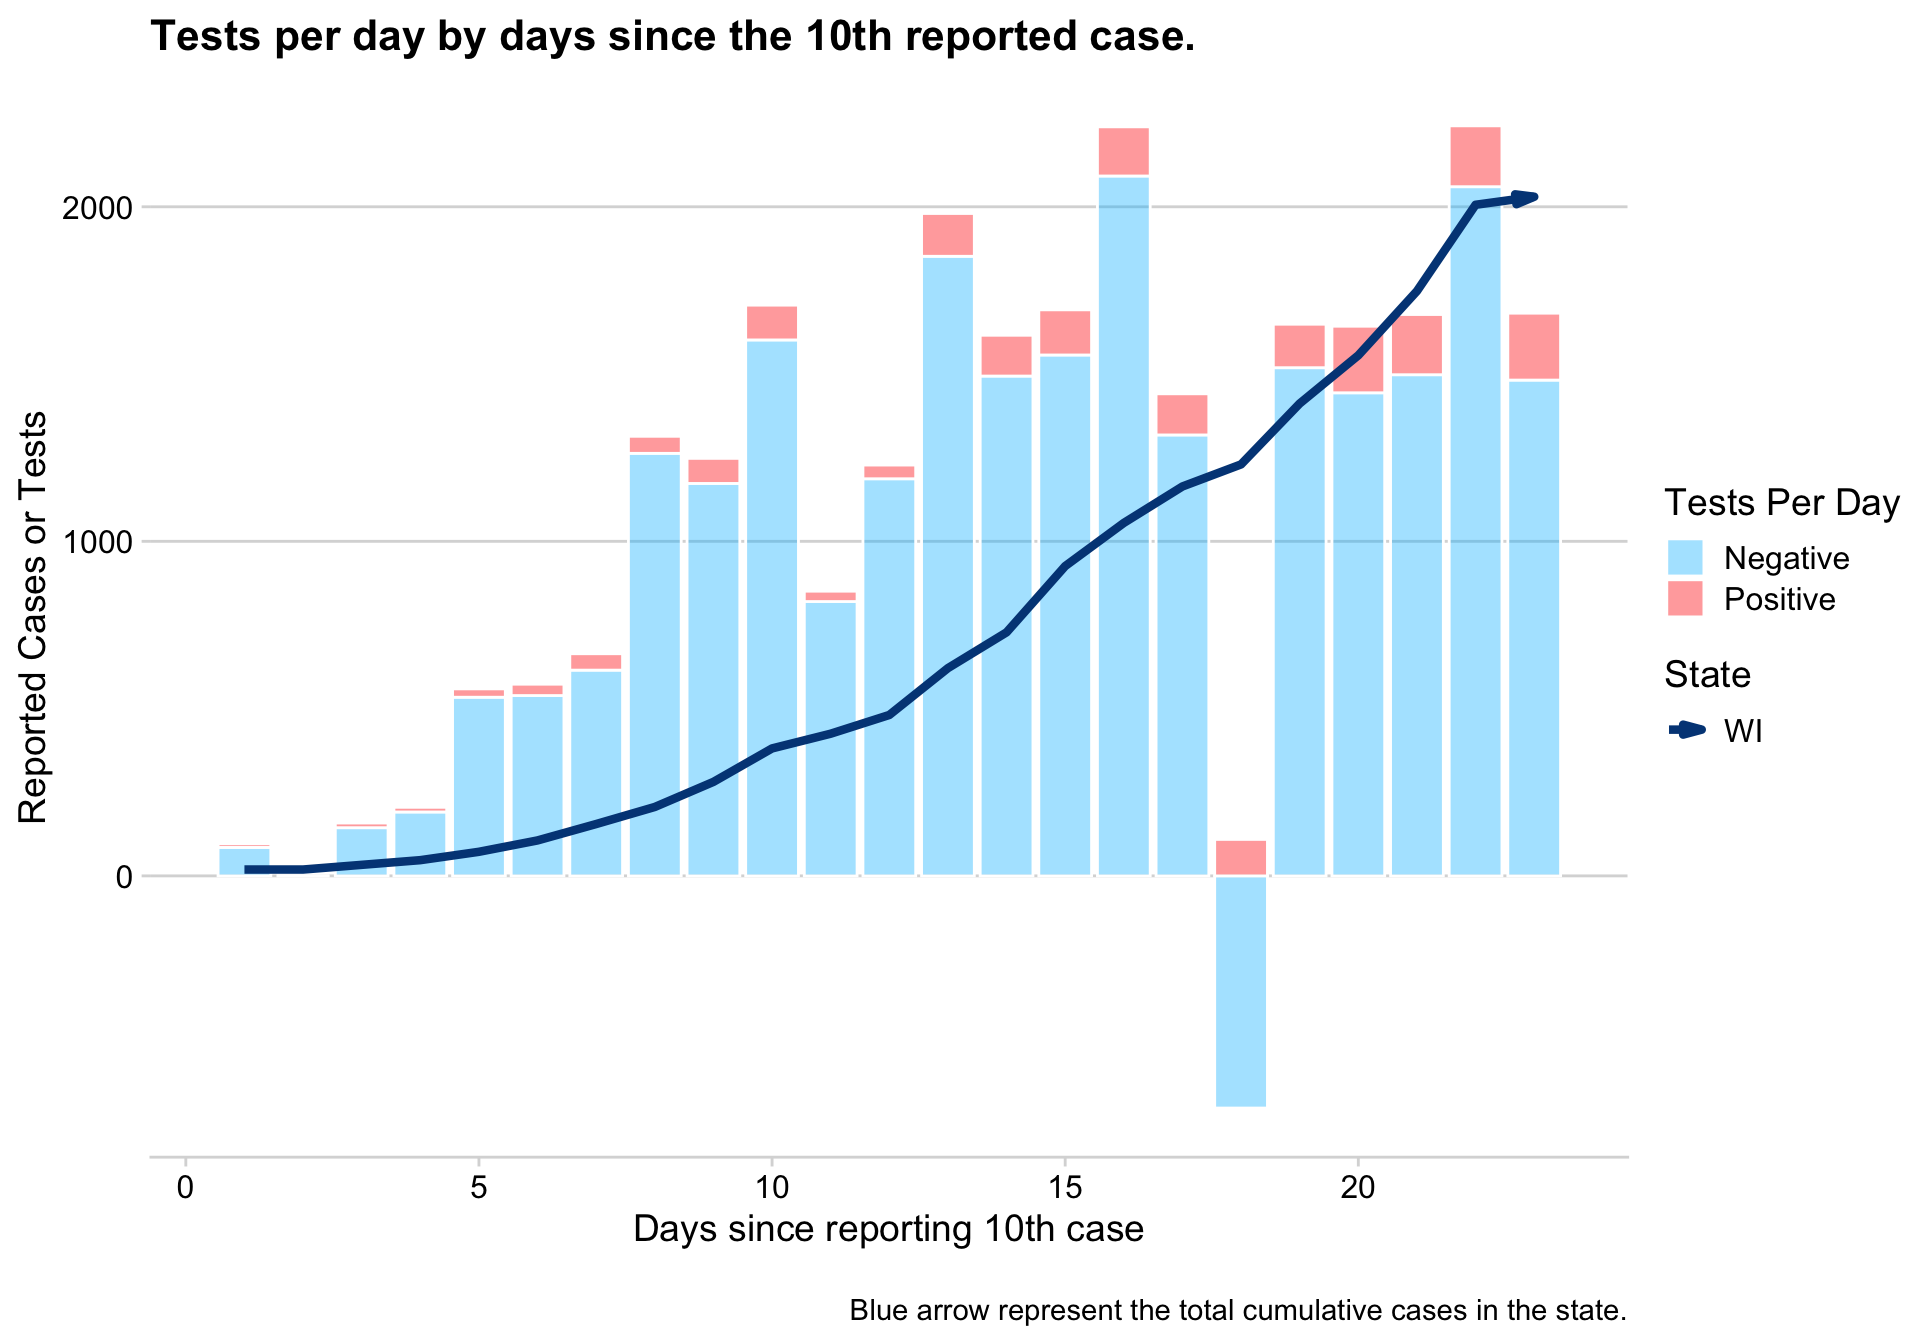 Tests per day by days since the 10th reported case.
2000
1000
0
Reported Cases or Tests
0 5 10 15 20
Days since reporting 10th case
Tests Per Day
Negative
Positive
State
WI
Blue arrow represent the total cumulative cases in the state.